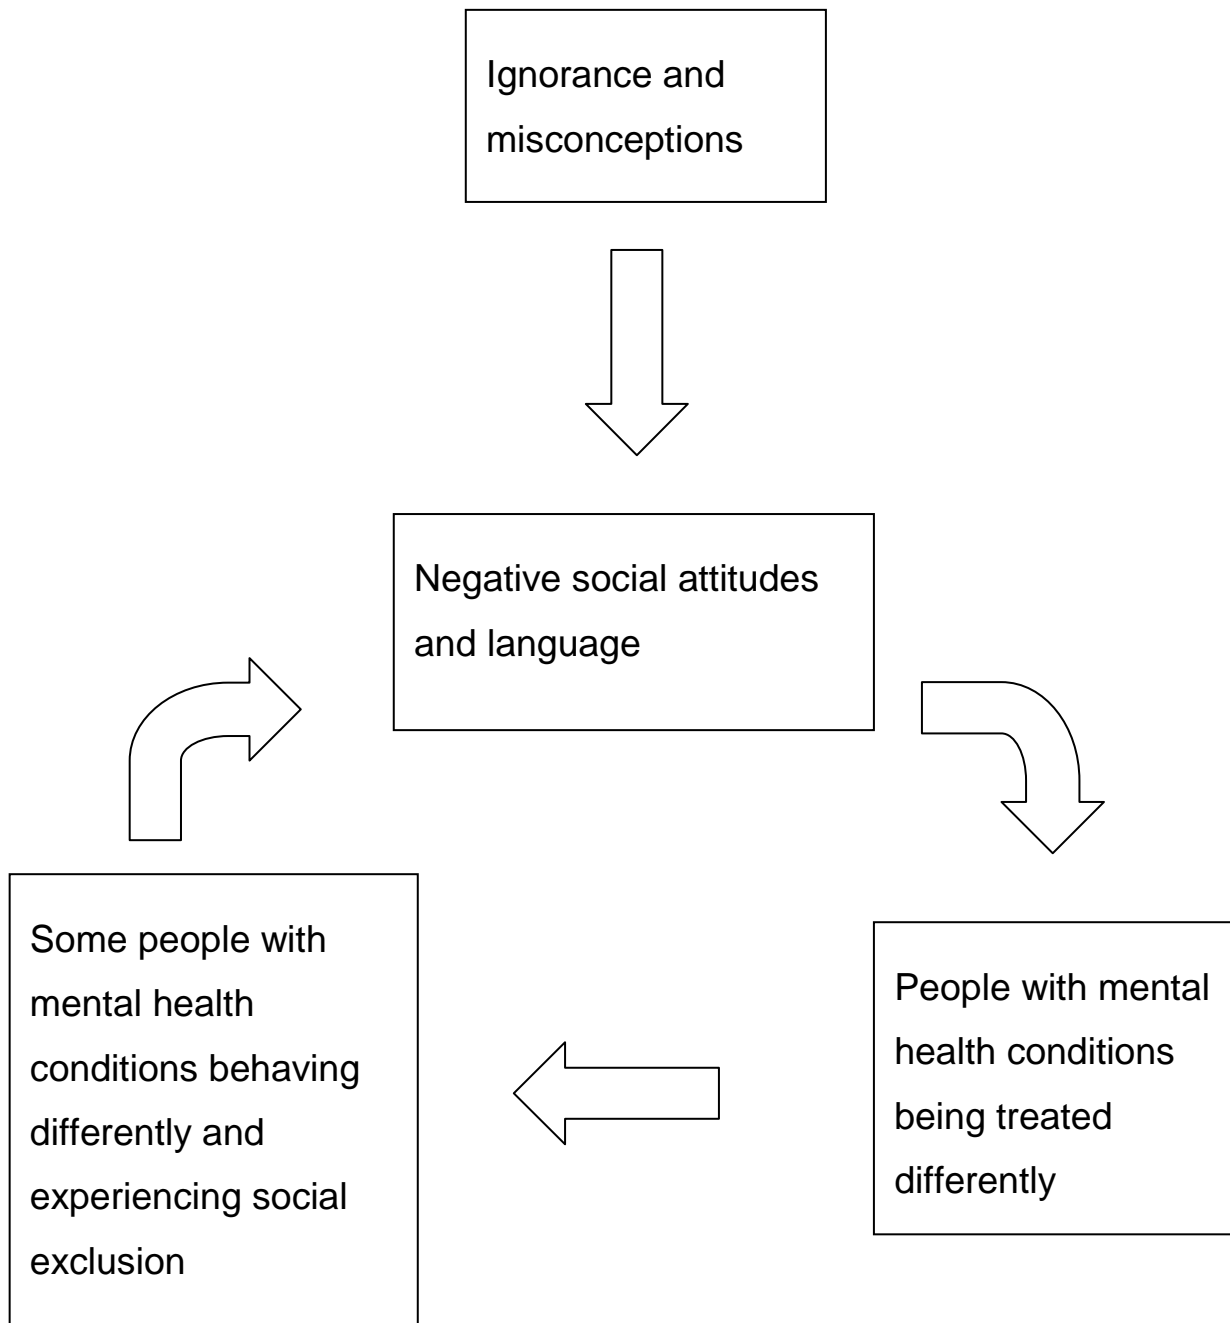 Ignorance and
misconceptions
Negative social attitudes
and language
Some people with
mental health
conditions behaving
differently and
experiencing social
exclusion
People with mental
health conditions
being treated
differently